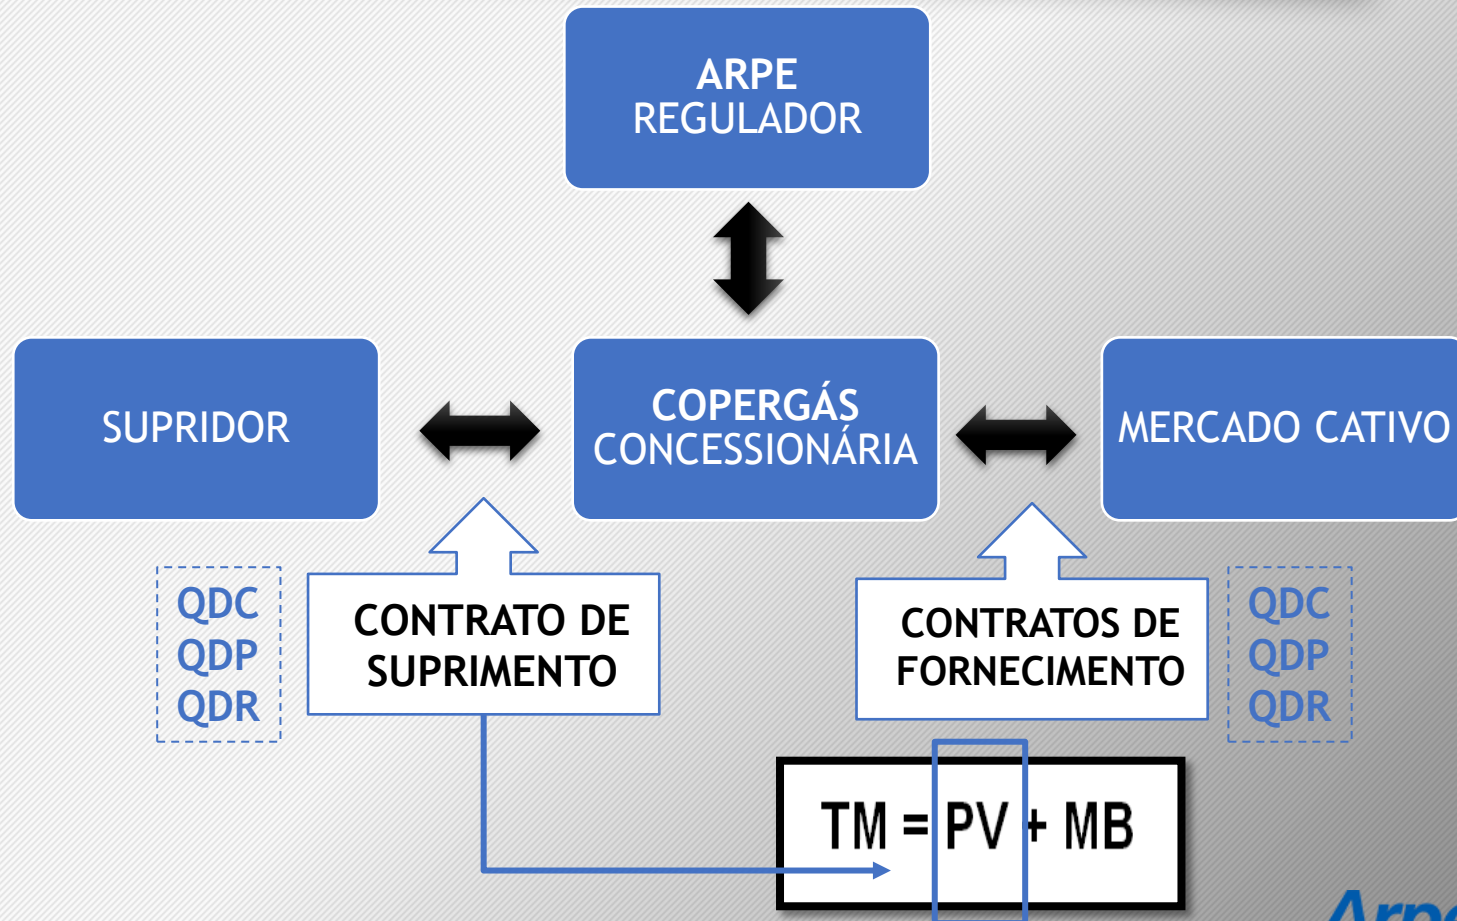 ARPE
REGULADOR
SUPRIDOR
COPERGÁS
CONCESSIONÁRIA
MERCADO CATIVO
QDC
QDP
QDR
CONTRATO DE
SUPRIMENTO
CONTRATOS DE
FORNECIMENTO
QDC
QDP
QDR
TM = PV + MB
Arpe